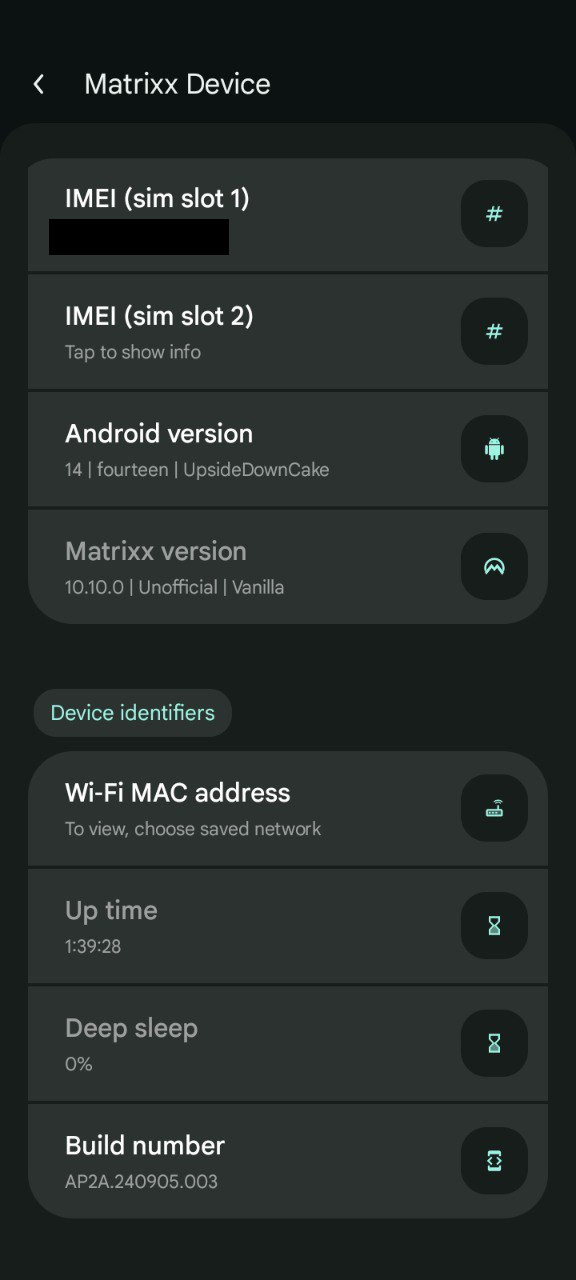 Matrixx Device
IMEI (sim slot 1)
IMEI (sim slot 2)
Tap to show info
Android version
14 | fourteen | UpsideDownCake
Matrixx version
10.10.0 | Unofficial | Vanilla
Device identifiers
Wi-Fi MAC address
To view, choose saved network
Up time
1:39:28
Deep sleep
0%
Build number
AP2A.240905.003